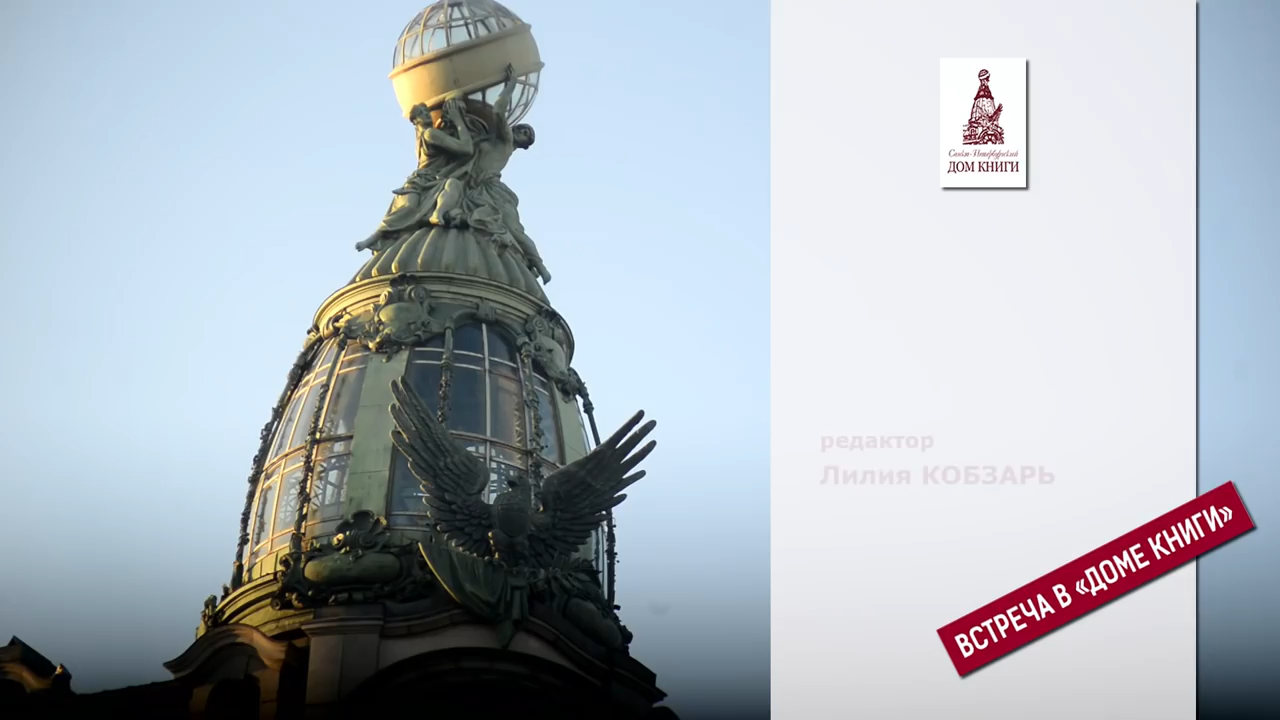 Санкт-Петербургский
ДОМ КНИГИ
редактор
Лилия КОБЗАРЬ
ВСТРЕЧА В «ДОМЕ КНИГИ»